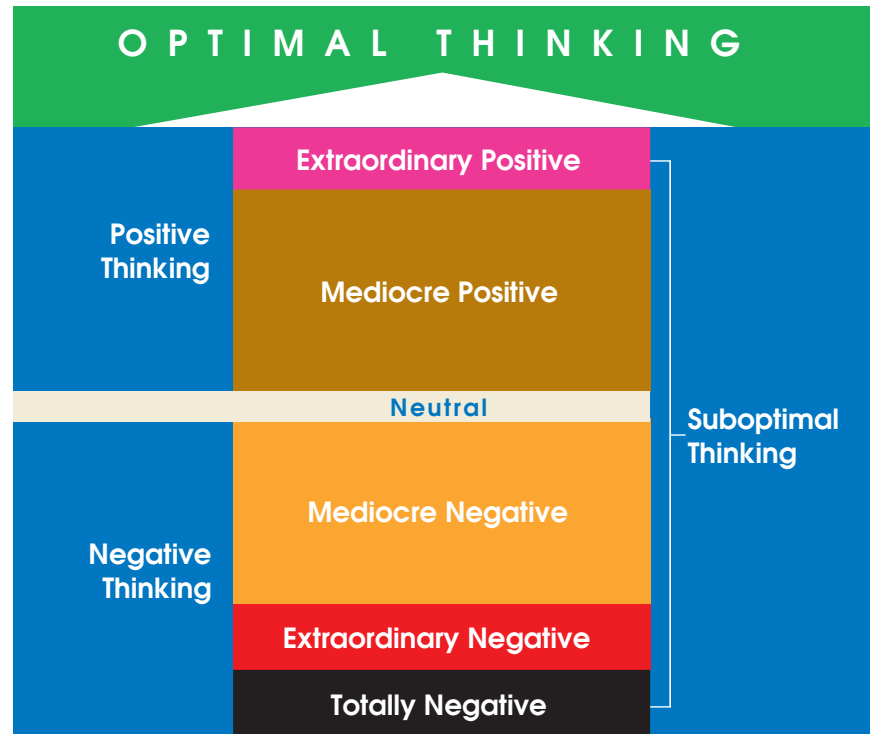 OPTIMAL THINKING
Extraordinary Positive
Positive
Thinking
Mediocre Positive
Neutral
Suboptimal
Thinking
Mediocre Negative
Negative
Thinking
Extraordinary Negative
Totally Negative